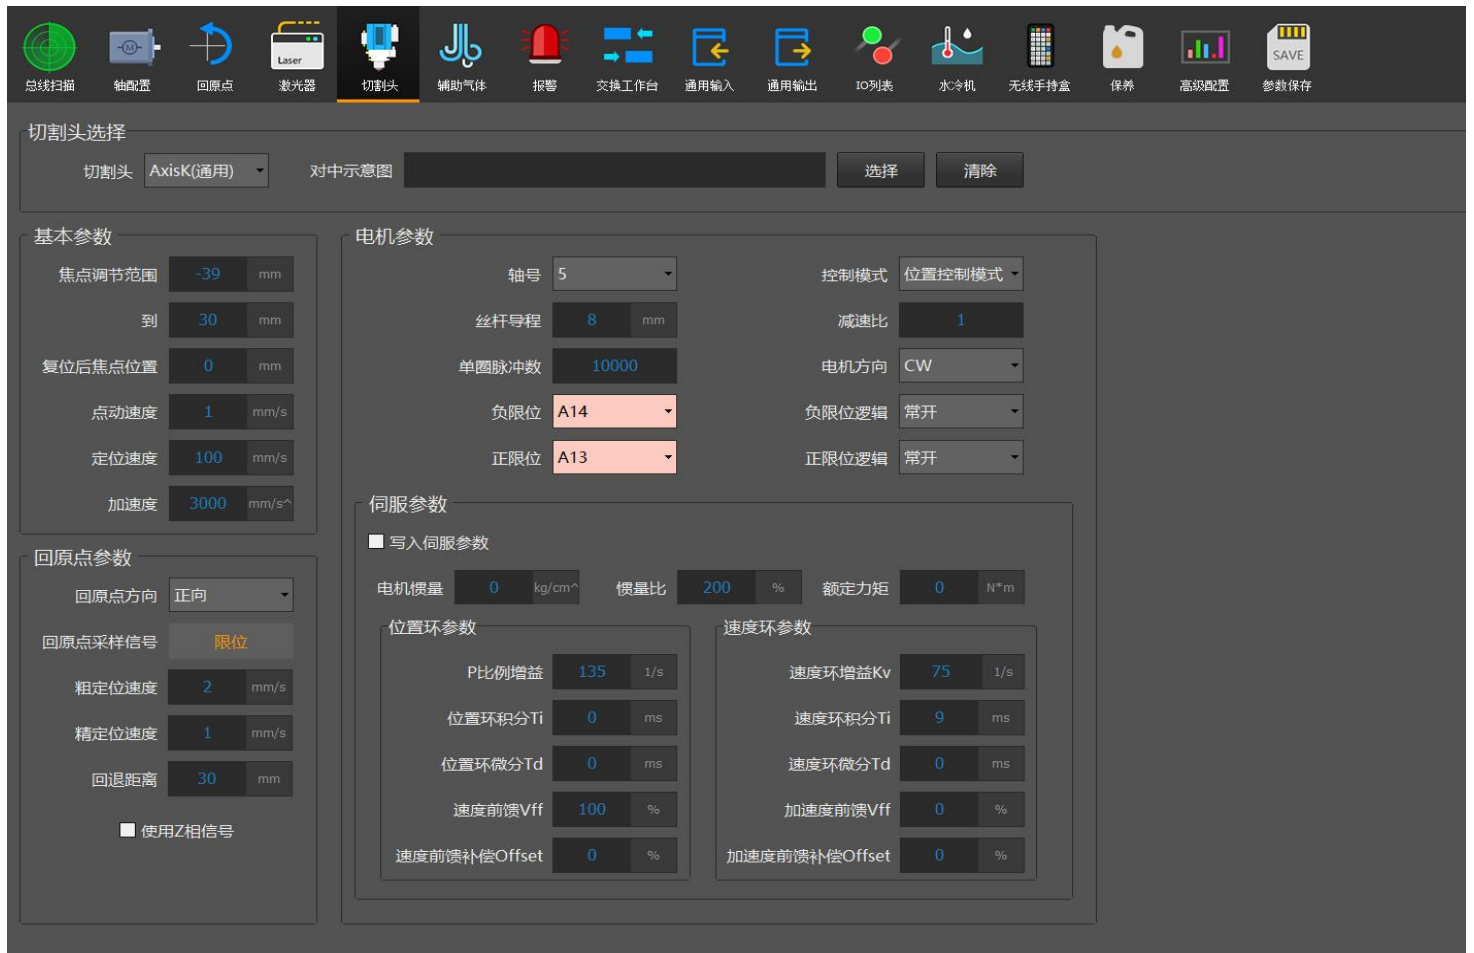 Laser
SAVE
总线扫描 轴配置 回原点 激光器 切割头 辅助气体 报警 交换工作台 通用输入 通用输出 IO列表 水冷机 无线手持盒 保养 高级配置 参数保存
切割头选择
切割头 AxisK(通用) 对中示意图 选择 清除
基本参数
焦点调节范围 -39 mm
到 30 mm
复位后焦点位置 0 mm
点动速度 1 mm/s
定位速度 100 mm/s
加速度 3000 mm/s^
回原点参数
回原点方向 正向
回原点采样信号 限位
粗定位速度 2 mm/s
精定位速度 1 mm/s
回退距离 30 mm
使用Z相信号
电机参数
轴号 5 控制模式 位置控制模式
丝杆导程 8 mm 减速比 1
单圈脉冲数 10000 电机方向 CW
负限位 A14 负限位逻辑 常开
正限位 A13 正限位逻辑 常开
伺服参数
写入伺服参数
电机惯量 0 kg/cm^ 惯量比 200 % 额定力矩 0 N*m
位置环参数
P比例增益 135 1/s
位置环积分Ti 0 ms
位置环微分Td 0 ms
速度前馈Vff 100 %
速度前馈补偿Offset 0 %
速度环参数
速度环增益Kv 75 1/s
速度环积分Ti 9 ms
速度环微分Td 0 ms
加速度前馈Vff 0 %
加速度前馈补偿Offset 0 %